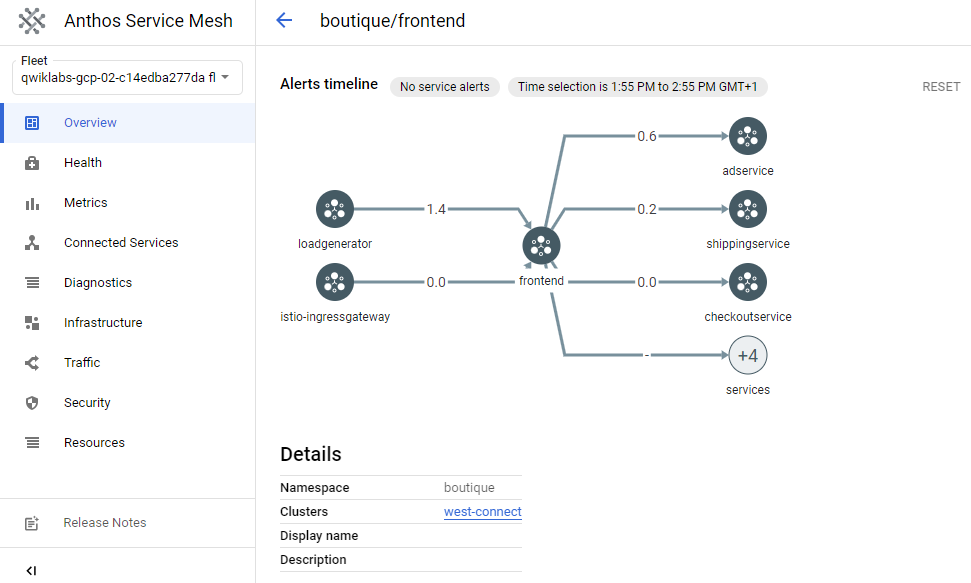 Anthos Service Mesh
boutique/frontend
Fleet
qwiklabs-gcp-02-c14edba277da fl
Overview
Health
Metrics
Connected Services
Diagnostics
Infrastructure
Traffic
Security
Resources
Release Notes
Alerts timeline
No service alerts
Time selection is 1:55 PM to 2:55 PM GMT+1
RESET
0.6
adservice
1.4
0.2
loadgenerator
shippingservice
frontend
0.0
0.0
istio-ingressgateway
checkoutservice
-
+4
services
Details
Namespace boutique
Clusters west-connect
Display name
Description